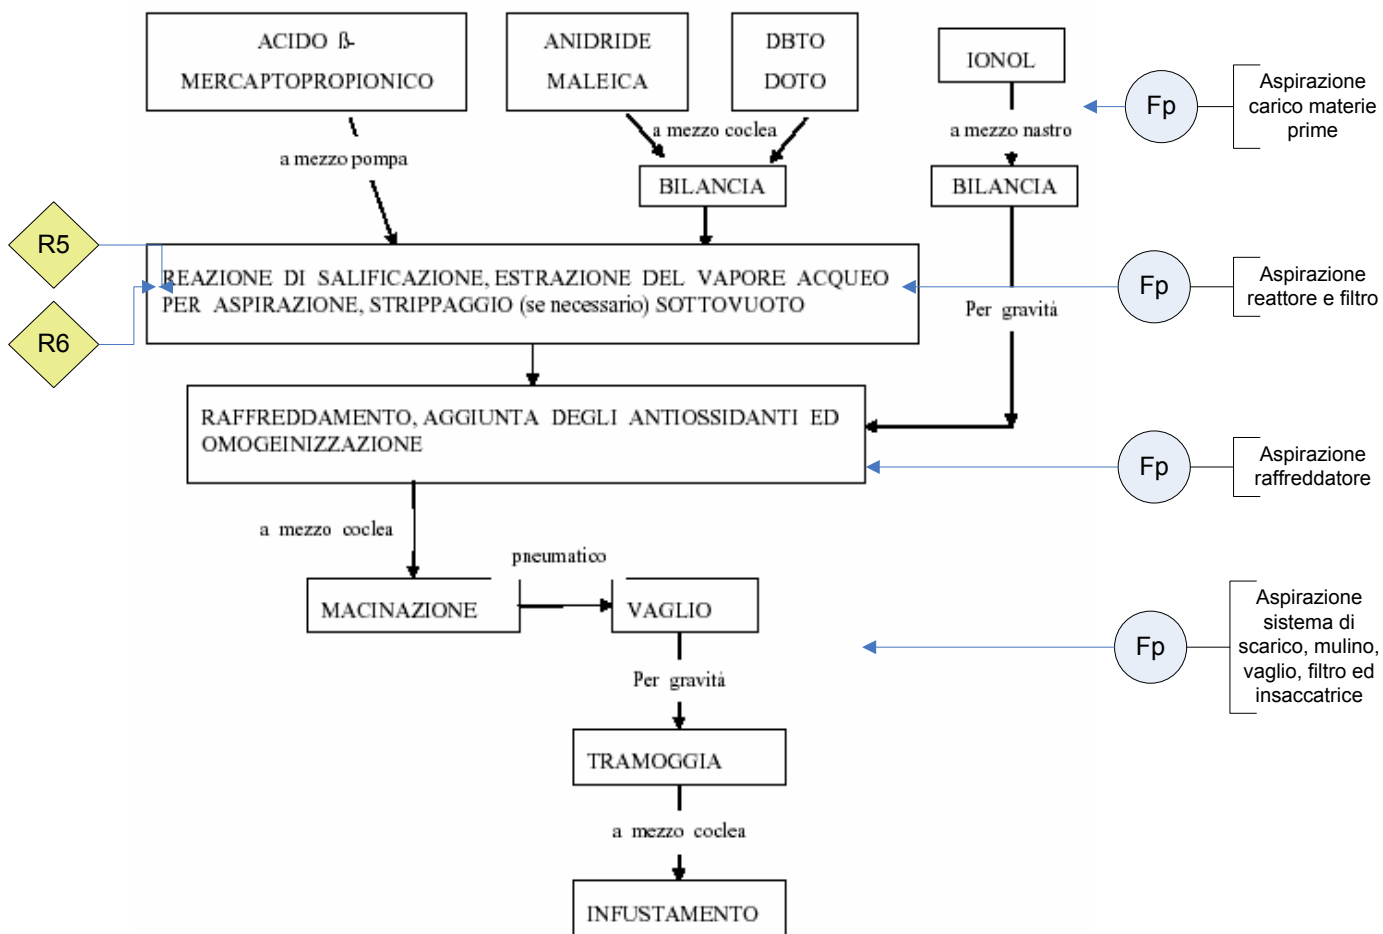 ACIDO ß-
MERCAPTOPROPIONICO
ANIDRIDE
MALEICA
DBTO
DOTO
IONOL
Fp
Aspirazione
carico materie
prime
a mezzo pompa
a mezzo coclea
a mezzo nastro
BILANCIA
BILANCIA
R5
R6
REAZIONE DI SALIFICAZIONE, ESTRAZIONE DEL VAPORE ACQUEO
PER ASPIRAZIONE, STRIPPAGGIO (se necessario) SOTTOVUOTO
Per gravità
Fp
Aspirazione
reattore e filtro
RAFFREDDAMENTO, AGGIUNTA DEGLI ANTIOSSIDANTI ED
OMOGEINIZZAZIONE
Fp
Aspirazione
raffreddatore
a mezzo coclea
pneumatico
MACINAZIONE
VAGLIO
Fp
Aspirazione
sistema di
scarico, mulino,
vaglio, filtro ed
insaccatrice
Per gravità
TRAMOGGIA
a mezzo coclea
INFUSTAMENTO